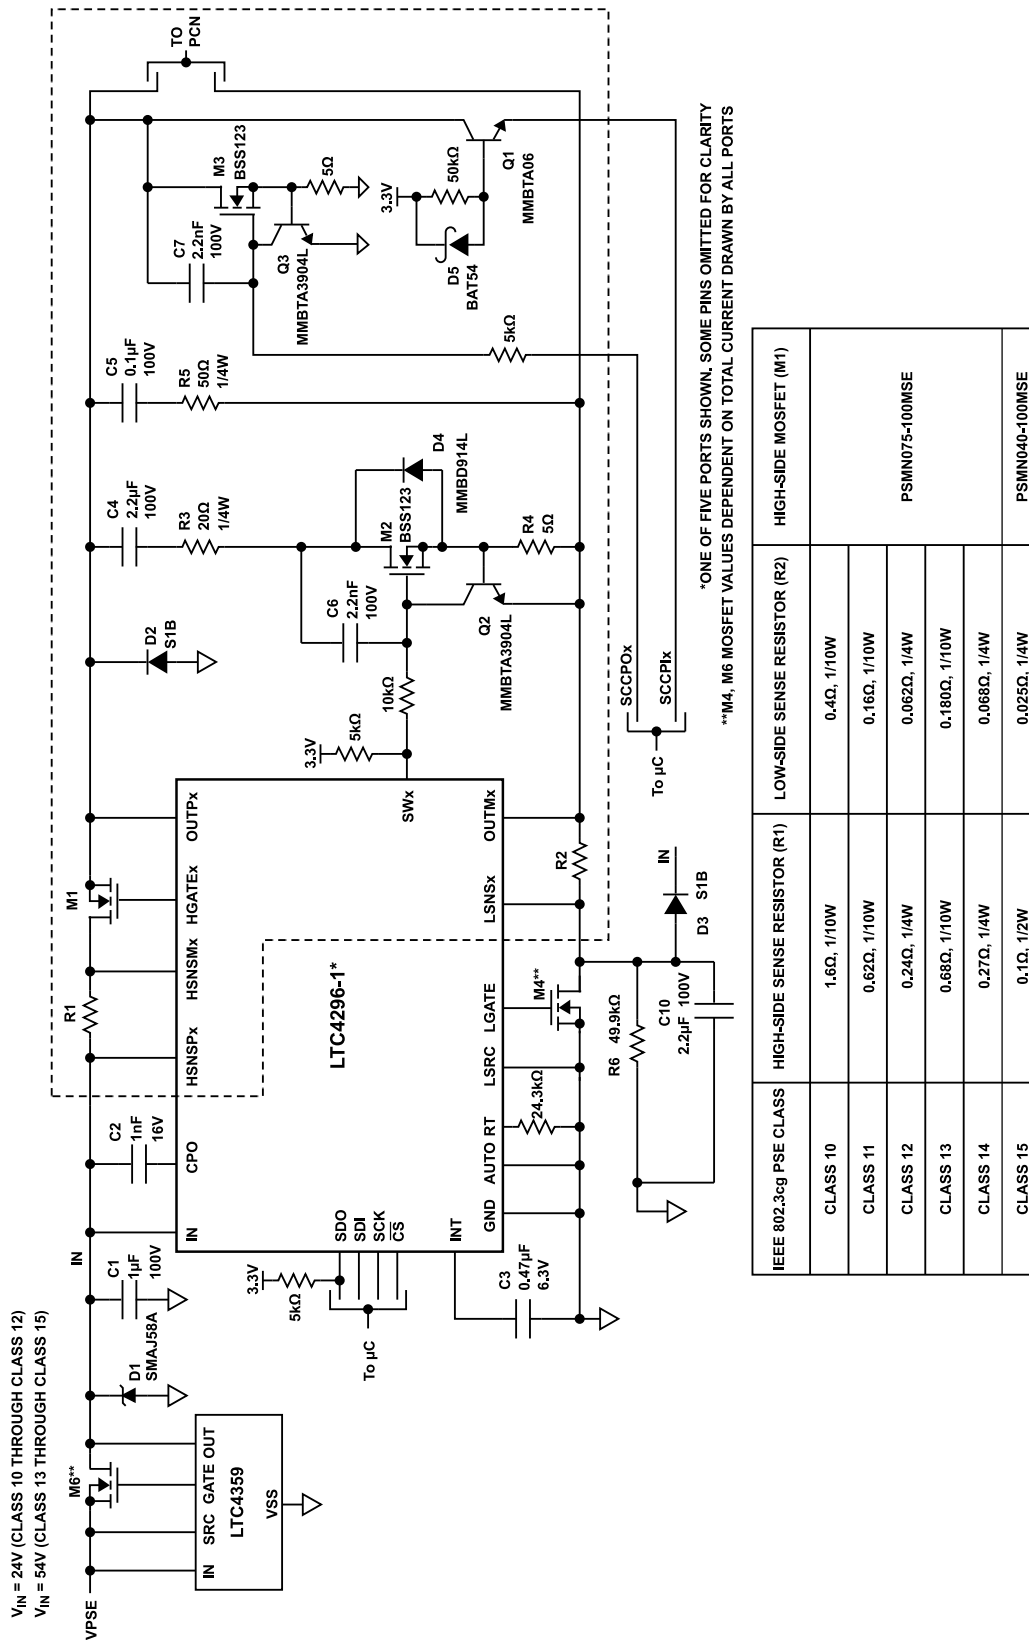 V_IN = 24V (CLASS 10 THROUGH CLASS 12)
V_IN = 54V (CLASS 13 THROUGH CLASS 15)
VPSE
M6**
IN
SRC
GATE
OUT
LTC4359
VSS
D1
SMAJ58A
C1
1µF
100V
IN
C2
1nF
16V
R1
M1
D2
S1B
C4
2.2µF
100V
R3
20Ω
1/4W
C5
0.1µF
100V
R5
50Ω
1/4W
C7
2.2nF
100V
M3
BSS123
TO
PCN
Q3
MMBTA3904L
5Ω
3.3V
50kΩ
D5
BAT54
Q1
MMBTA06
5kΩ
IN
CPO
HSNSPx
HSNSMx
HGATEx
OUTPx
LTC4296-1*
SWx
3.3V
5kΩ
10kΩ
C6
2.2nF
100V
M2
BSS123
D4
MMBD914L
Q2
MMBTA3904L
R4
5Ω
3.3V
5kΩ
SDO
SDI
SCK
CS
To µC
INT
GND
AUTO
RT
LSRC
LGATE
LSNSx
OUTMx
C3
0.47µF
6.3V
24.3kΩ
M4**
R2
R6 49.9kΩ
C10
2.2µF 100V
D3 S1B
IN
To µC
SCCPOx
SCCPIx
*ONE OF FIVE PORTS SHOWN. SOME PINS OMITTED FOR CLARITY
**M4, M6 MOSFET VALUES DEPENDENT ON TOTAL CURRENT DRAWN BY ALL PORTS
IEEE 802.3cg PSE CLASS HIGH-SIDE SENSE RESISTOR (R1) LOW-SIDE SENSE RESISTOR (R2) HIGH-SIDE MOSFET (M1)
CLASS 10 1.6Ω, 1/10W 0.4Ω, 1/10W
CLASS 11 0.62Ω, 1/10W 0.16Ω, 1/10W
CLASS 12 0.24Ω, 1/4W 0.062Ω, 1/4W PSMN075-100MSE
CLASS 13 0.68Ω, 1/10W 0.180Ω, 1/10W
CLASS 14 0.27Ω, 1/4W 0.068Ω, 1/4W
CLASS 15 0.1Ω, 1/2W 0.025Ω, 1/4W PSMN040-100MSE